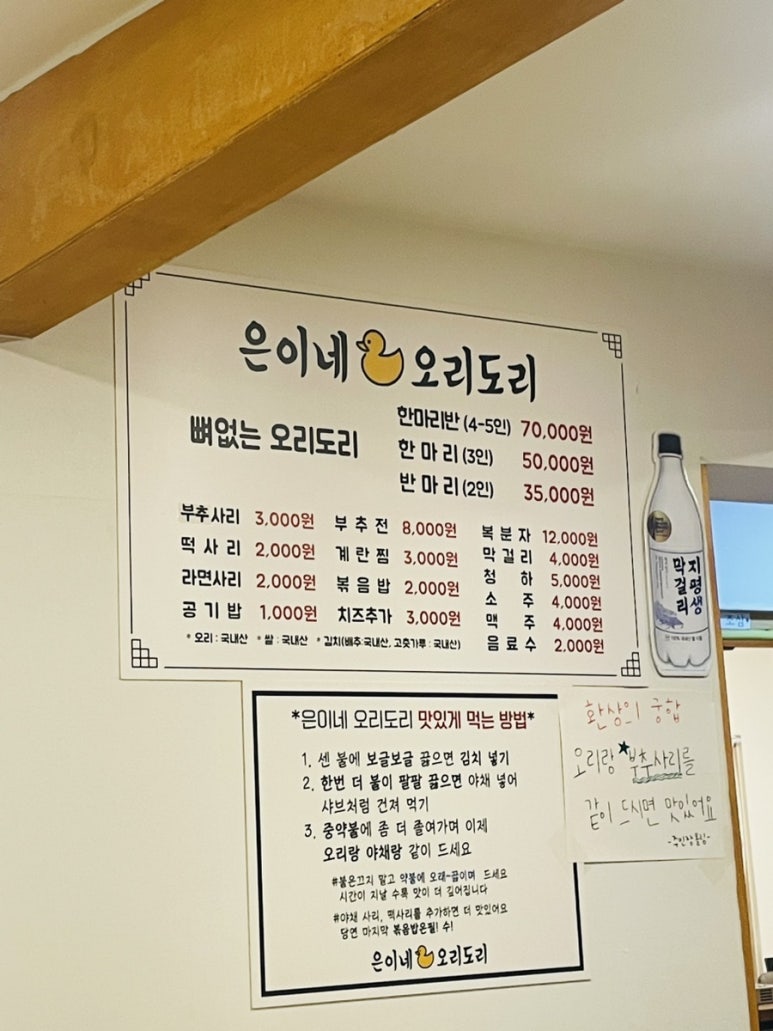 은이네 오리도리
뼈없는 오리도리
한마리반 (4-5인) 70,000원
한 마 리 (3인) 50,000원
반 마 리 (2인) 35,000원
부추사리 3,000원
떡 사 리 2,000원
라면사리 2,000원
공 기 밥 1,000원
부 추 전 8,000원
계 란 찜 3,000원
볶 음 밥 2,000원
치즈추가 3,000원
복 분 자 12,000원
막 걸 리 4,000원
청 하 5,000원
소 주 4,000원
맥 주 4,000원
음 료 수 2,000원
* 오리 : 국내산 * 쌀 : 국내산 * 김치(배추:국내산, 고춧가루 : 국내산)
지평생
막걸리
*은이네 오리도리 맛있게 먹는 방법*
1. 센 불에 보글보글 끓으면 김치 넣기
2. 한번 더 불이 팔팔 끓으면 야채 넣어
샤브처럼 건져 먹기
3. 중약불에 좀 더 졸여가며 이제
오리랑 야채랑 같이 드세요
#불은끄지 말고 약불에 오래~끓이며 드세요
시간이 지날 수록 맛이 더 깊어집니다
#야채 사리, 떡사리를 추가하면 더 맛있어요
당연 마지막 볶음밥은필! 수!
은이네 오리도리
환상의 궁합
오리랑 부추사리를
같이 드시면 맛있어요
-주인장올림-